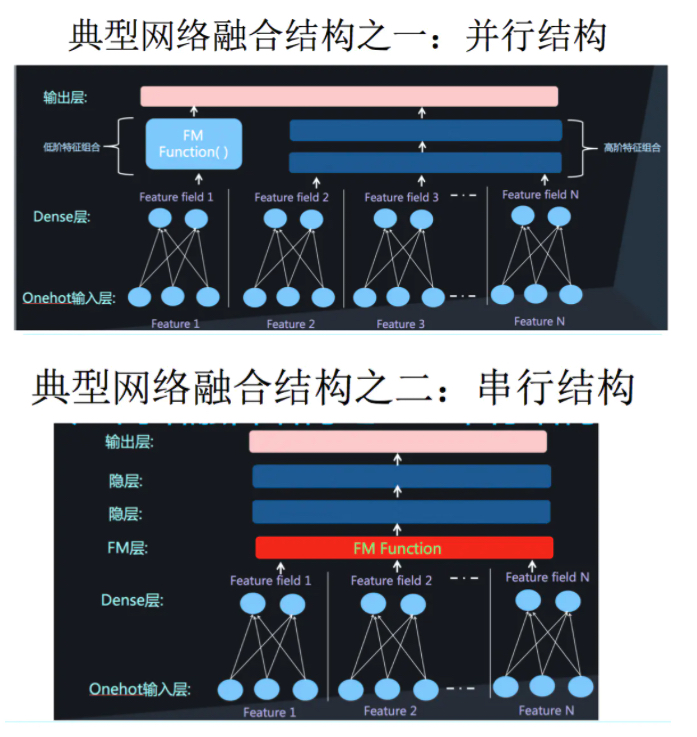 典型网络融合结构之一：并行结构
输出层:
FM
Function( )
低阶特征组合
高阶特征组合
Feature field 1
Feature field 2
Feature field 3
Feature field N
Dense层:
Onehot输入层:
Feature 1
Feature 2
Feature 3
Feature N
典型网络融合结构之二：串行结构
输出层:
隐层:
隐层:
FM层:
FM Function
Feature field 1
Feature field 2
Feature field N
Dense层:
Onehot输入层:
Feature 1
Feature 2
Feature N